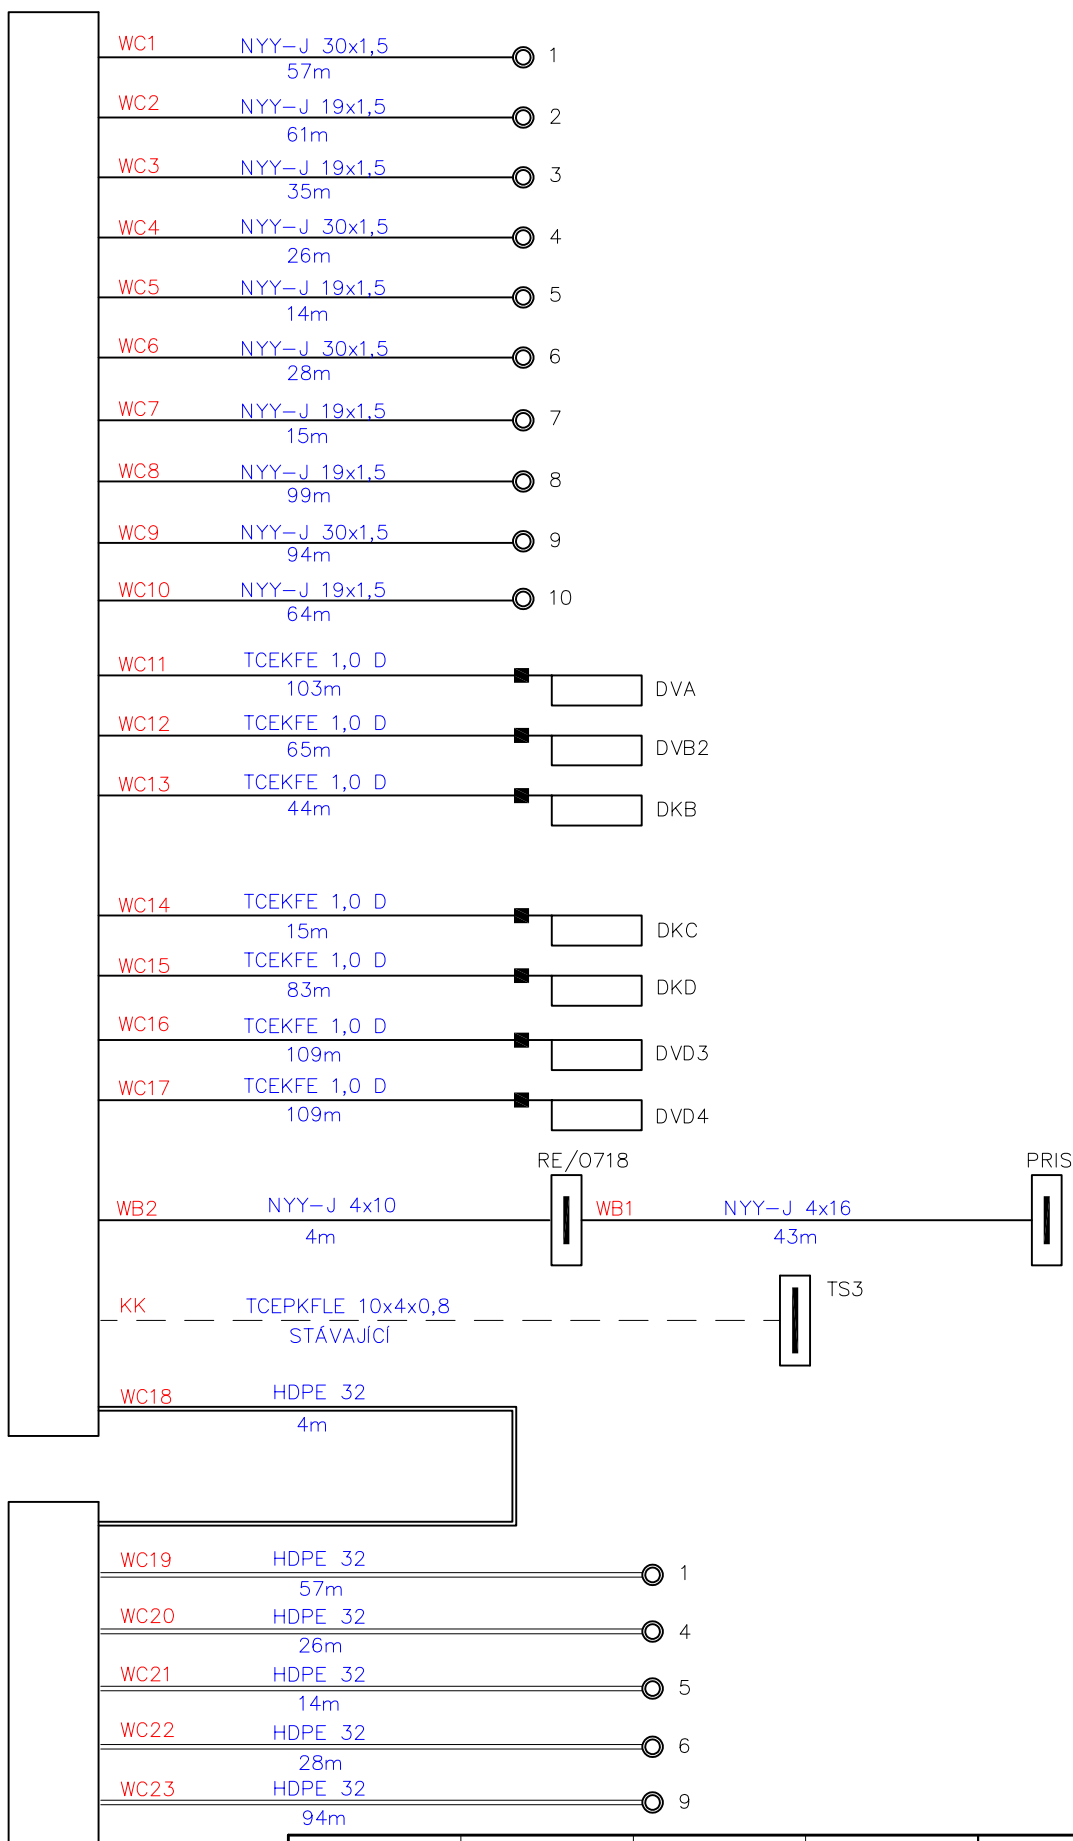 WC1 NYY-J 30x1,5 1
57m
WC2 NYY-J 19x1,5 2
61m
WC3 NYY-J 19x1,5 3
35m
WC4 NYY-J 30x1,5 4
26m
WC5 NYY-J 19x1,5 5
14m
WC6 NYY-J 30x1,5 6
28m
WC7 NYY-J 19x1,5 7
15m
WC8 NYY-J 19x1,5 8
99m
WC9 NYY-J 30x1,5 9
94m
WC10 NYY-J 19x1,5 10
64m
WC11 TCEKFE 1,0 D
103m DVA
WC12 TCEKFE 1,0 D
65m DVB2
WC13 TCEKFE 1,0 D
44m DKB
WC14 TCEKFE 1,0 D
15m DKC
WC15 TCEKFE 1,0 D
83m DKD
WC16 TCEKFE 1,0 D
109m DVD3
WC17 TCEKFE 1,0 D
109m DVD4
RE/0718 PRIS
WB2 NYY-J 4x10 WB1 NYY-J 4x16
4m 43m
TS3
KK TCEPKFLE 10x4x0,8
STÁVAJÍCÍ
WC18 HDPE 32
4m
WC19 HDPE 32 1
57m
WC20 HDPE 32 4
26m
WC21 HDPE 32 5
14m
WC22 HDPE 32 6
28m
WC23 HDPE 32 9
94m